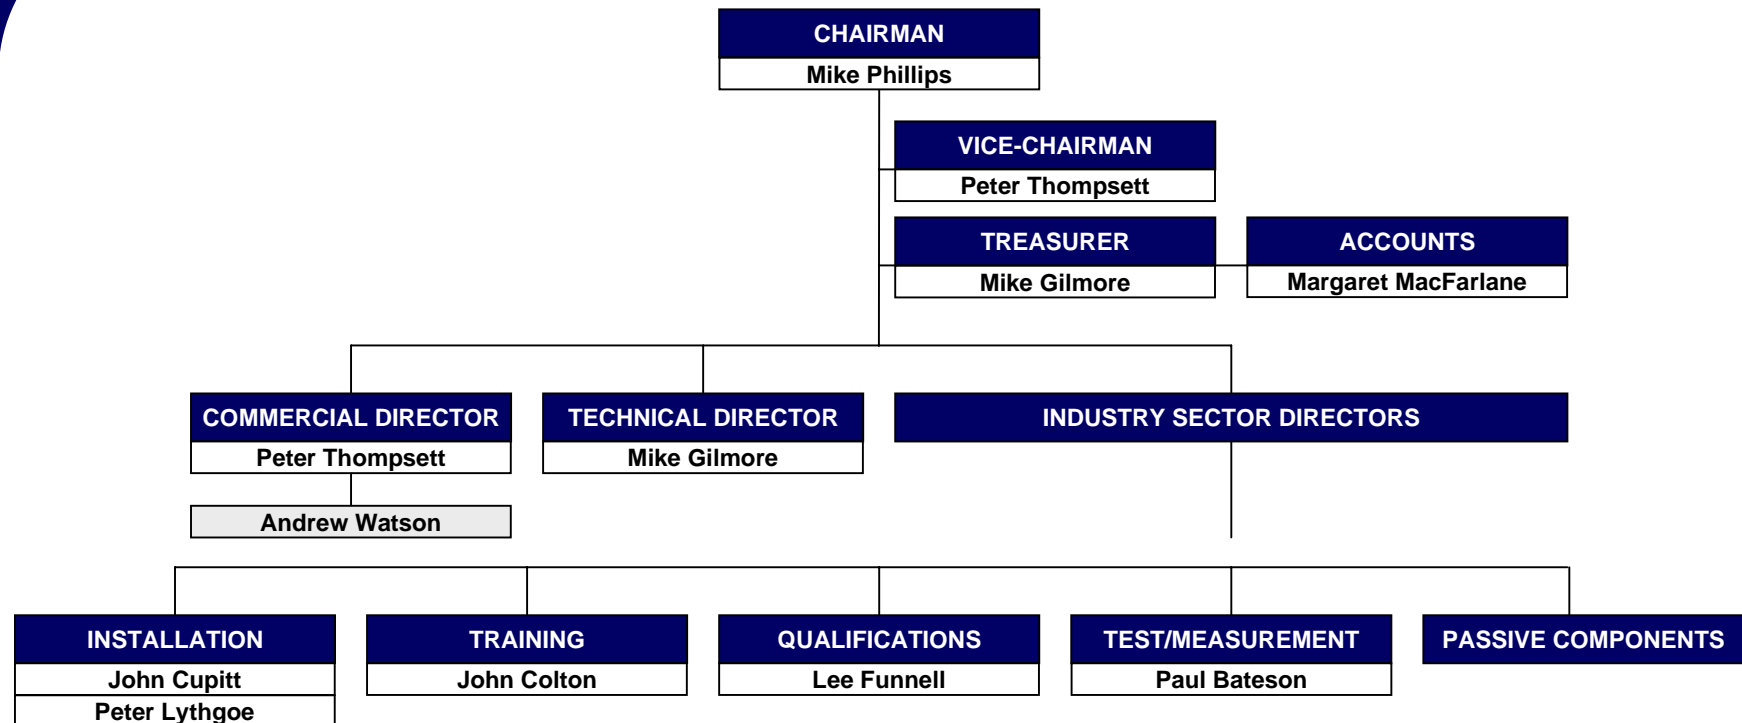 CHAIRMAN
Mike Phillips
VICE-CHAIRMAN
Peter Thompsett
TREASURER
ACCOUNTS
Mike Gilmore
Margaret MacFarlane
COMMERCIAL DIRECTOR
TECHNICAL DIRECTOR
INDUSTRY SECTOR DIRECTORS
Peter Thompsett
Mike Gilmore
Andrew Watson
INSTALLATION
TRAINING
QUALIFICATIONS
TEST/MEASUREMENT
PASSIVE COMPONENTS
John Cupitt
John Colton
Lee Funnell
Paul Bateson
Peter Lythgoe